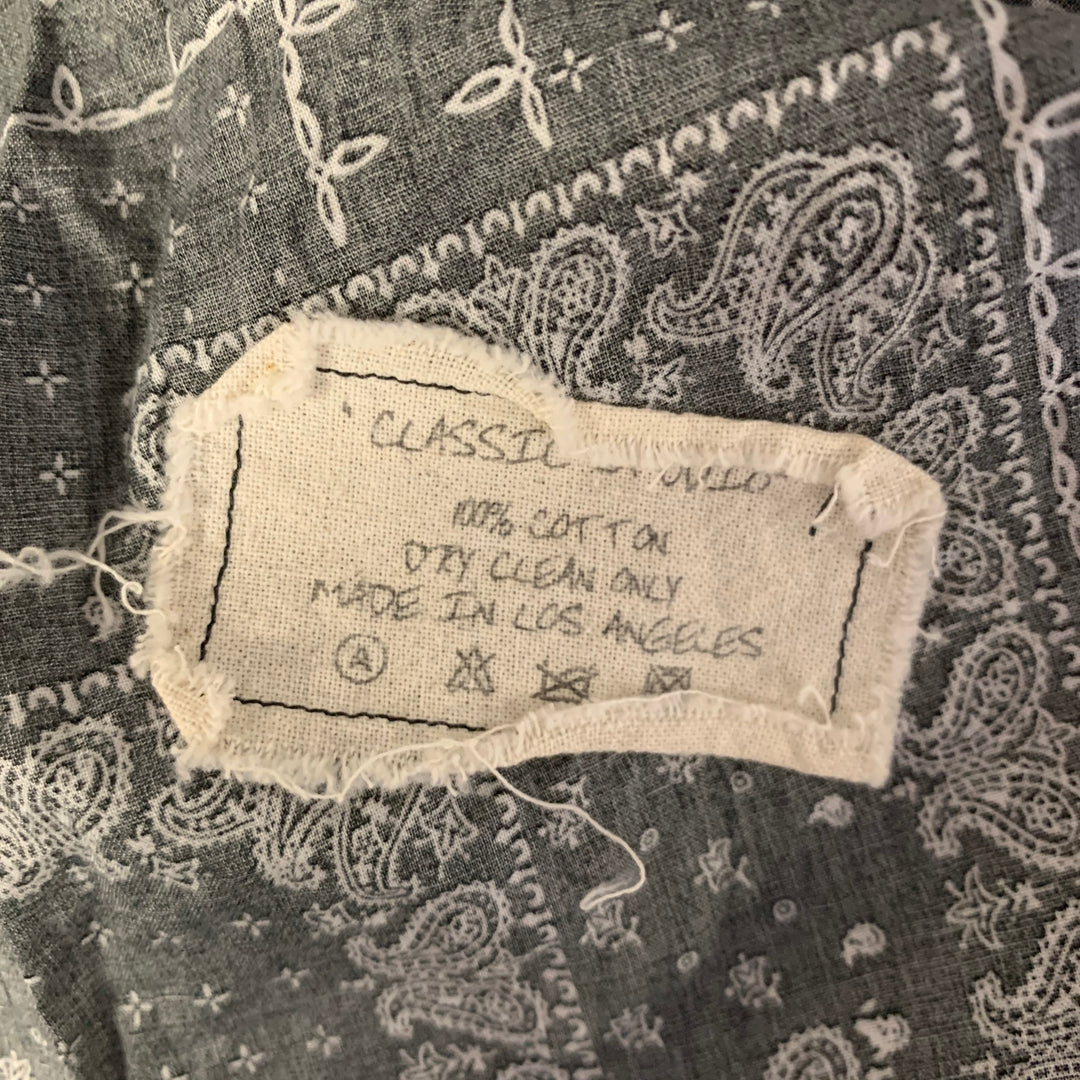 'CLASSIC
100% COTTON
DRY CLEAN ONLY
MADE IN LOS ANGELES
A